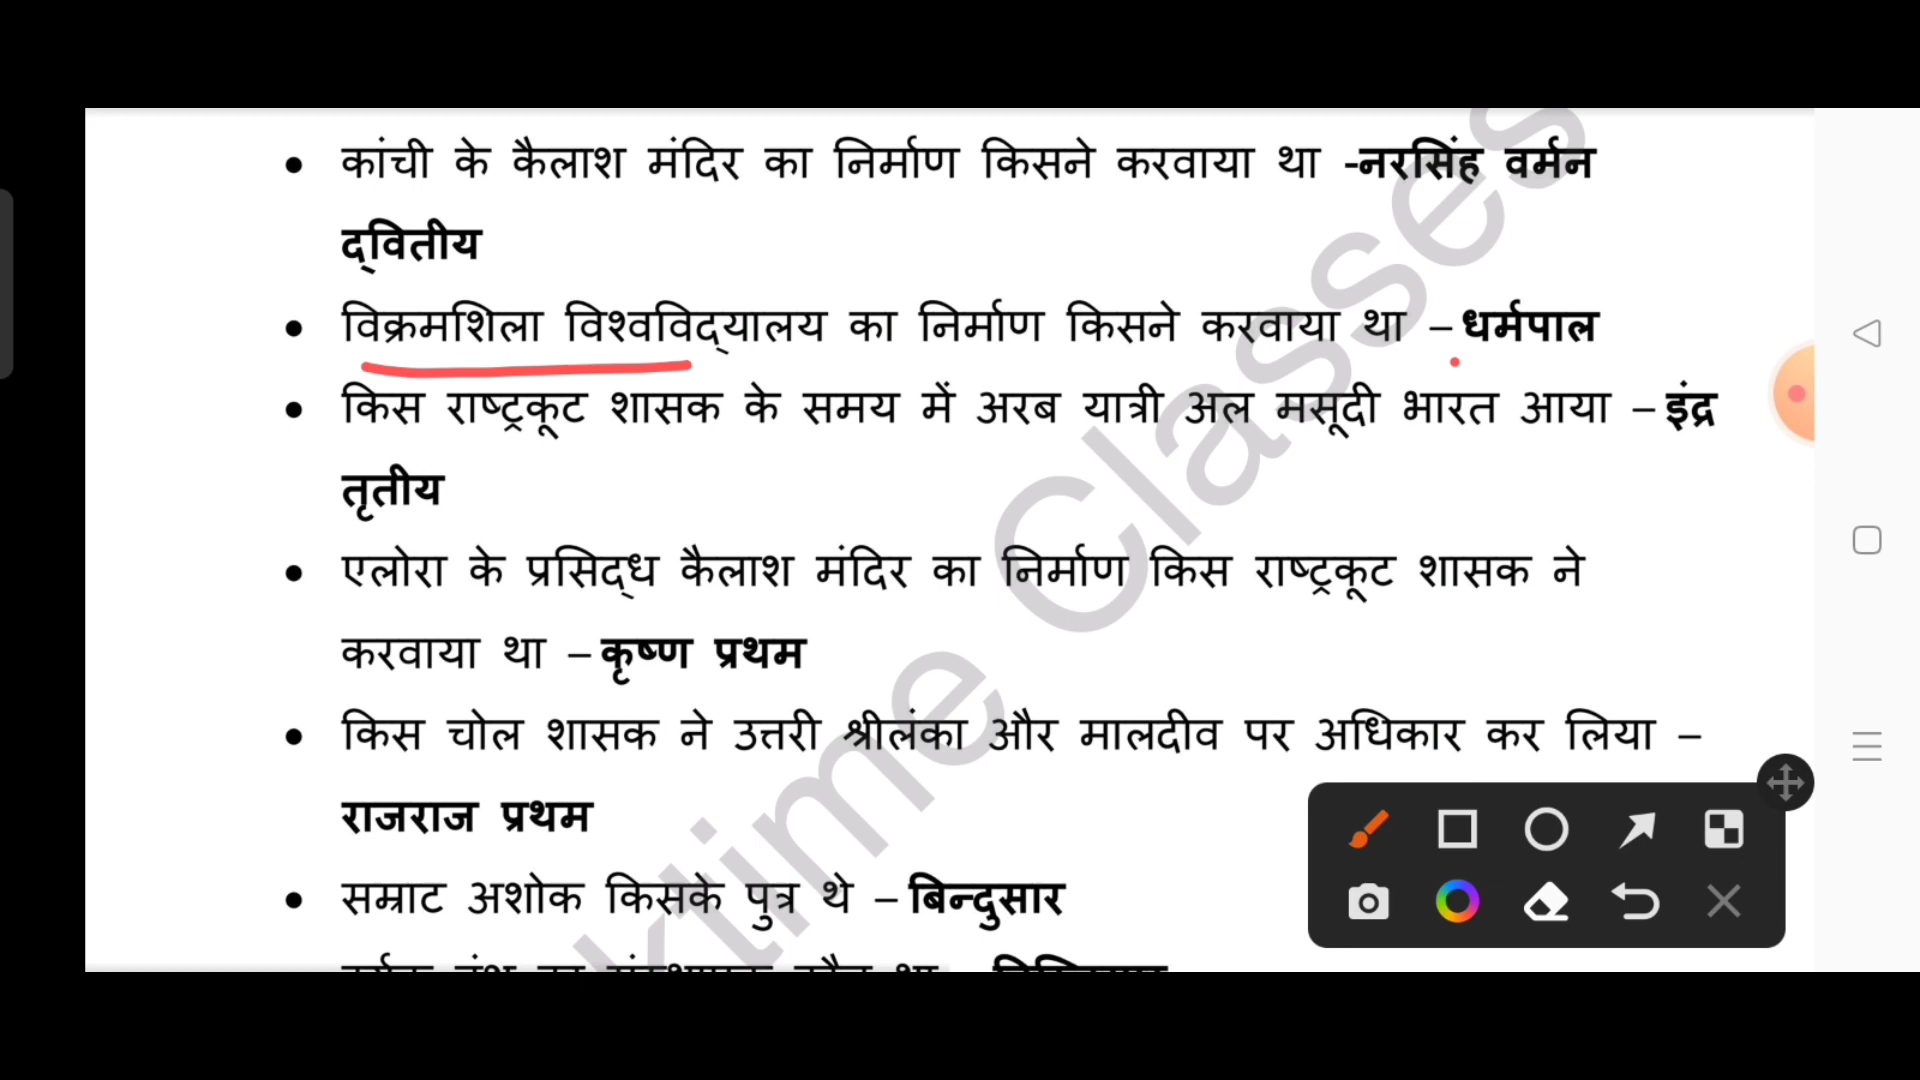 कांची के कैलाश मंदिर का निर्माण किसने करवाया था -नरसिंह वर्मन
द्वितीय
विक्रमशिला विश्वविद्यालय का निर्माण किसने करवाया था – धर्मपाल
किस राष्ट्रकूट शासक के समय में अरब यात्री अल मसूदी भारत आया – इंद्र
तृतीय
एलोरा के प्रसिद्ध कैलाश मंदिर का निर्माण किस राष्ट्रकूट शासक ने
करवाया था – कृष्ण प्रथम
किस चोल शासक ने उत्तरी श्रीलंका और मालदीव पर अधिकार कर लिया –
राजराज प्रथम
सम्राट अशोक किसके पुत्र थे – बिन्दुसार
ktime Classes